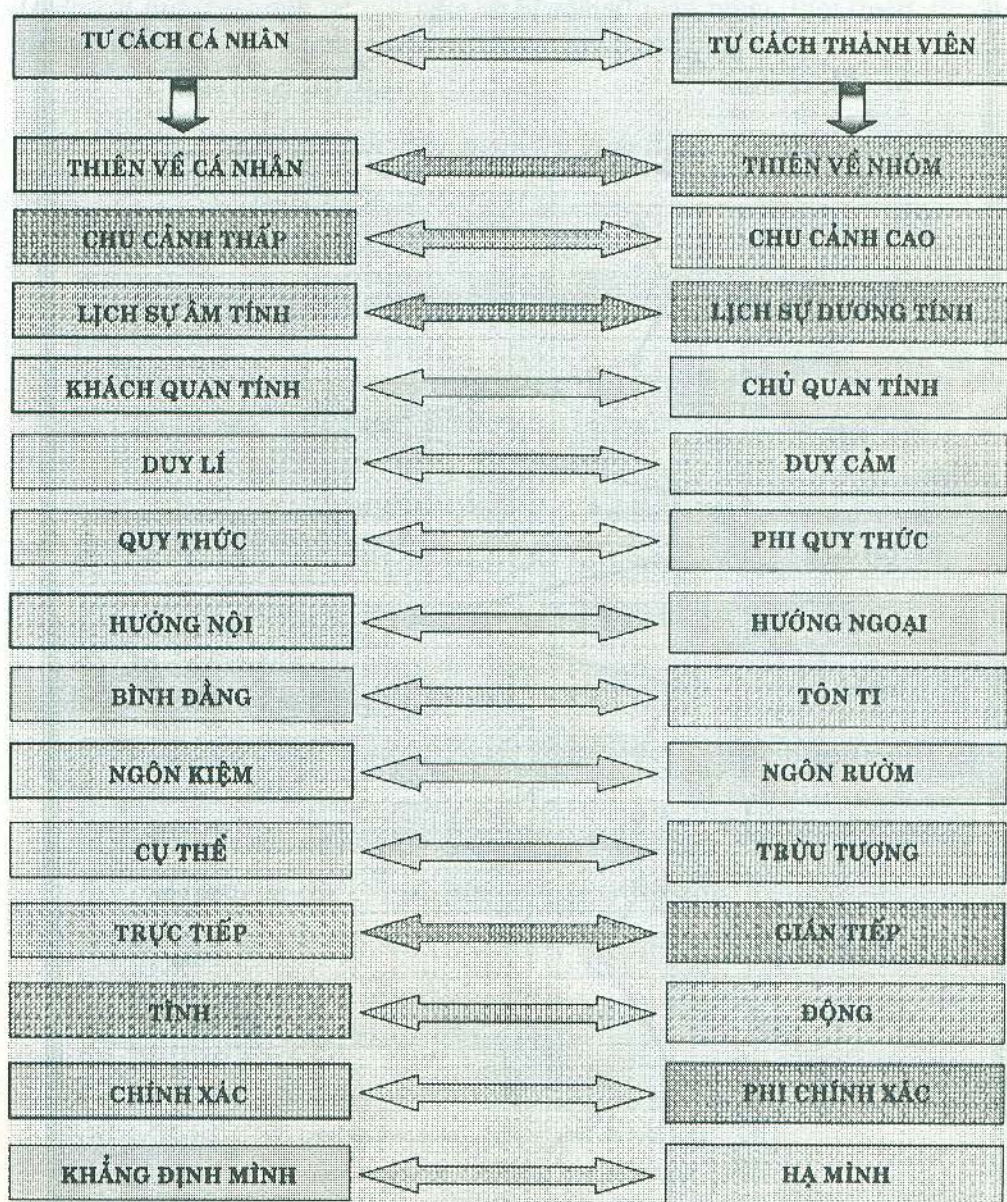 TƯ CÁCH CÁ NHÂN
TƯ CÁCH THÀNH VIÊN
THIÊN VỀ CÁ NHÂN
THIÊN VỀ NHÓM
CHU CẢNH THẤP
CHU CẢNH CAO
LỊCH SỰ ÂM TÍNH
LỊCH SỰ DƯƠNG TÍNH
KHÁCH QUAN TÍNH
CHỦ QUAN TÍNH
DUY LÍ
DUY CẢM
QUY THỨC
PHI QUY THỨC
HƯỚNG NỘI
HƯỚNG NGOẠI
BÌNH ĐẲNG
TÔN TI
NGÔN KIỆM
NGÔN RƯỜM
CỤ THỂ
TRỪU TƯỢNG
TRỰC TIẾP
GIÁN TIẾP
TĨNH
ĐỘNG
CHÍNH XÁC
PHI CHÍNH XÁC
KHẲNG ĐỊNH MÌNH
HẠ MÌNH